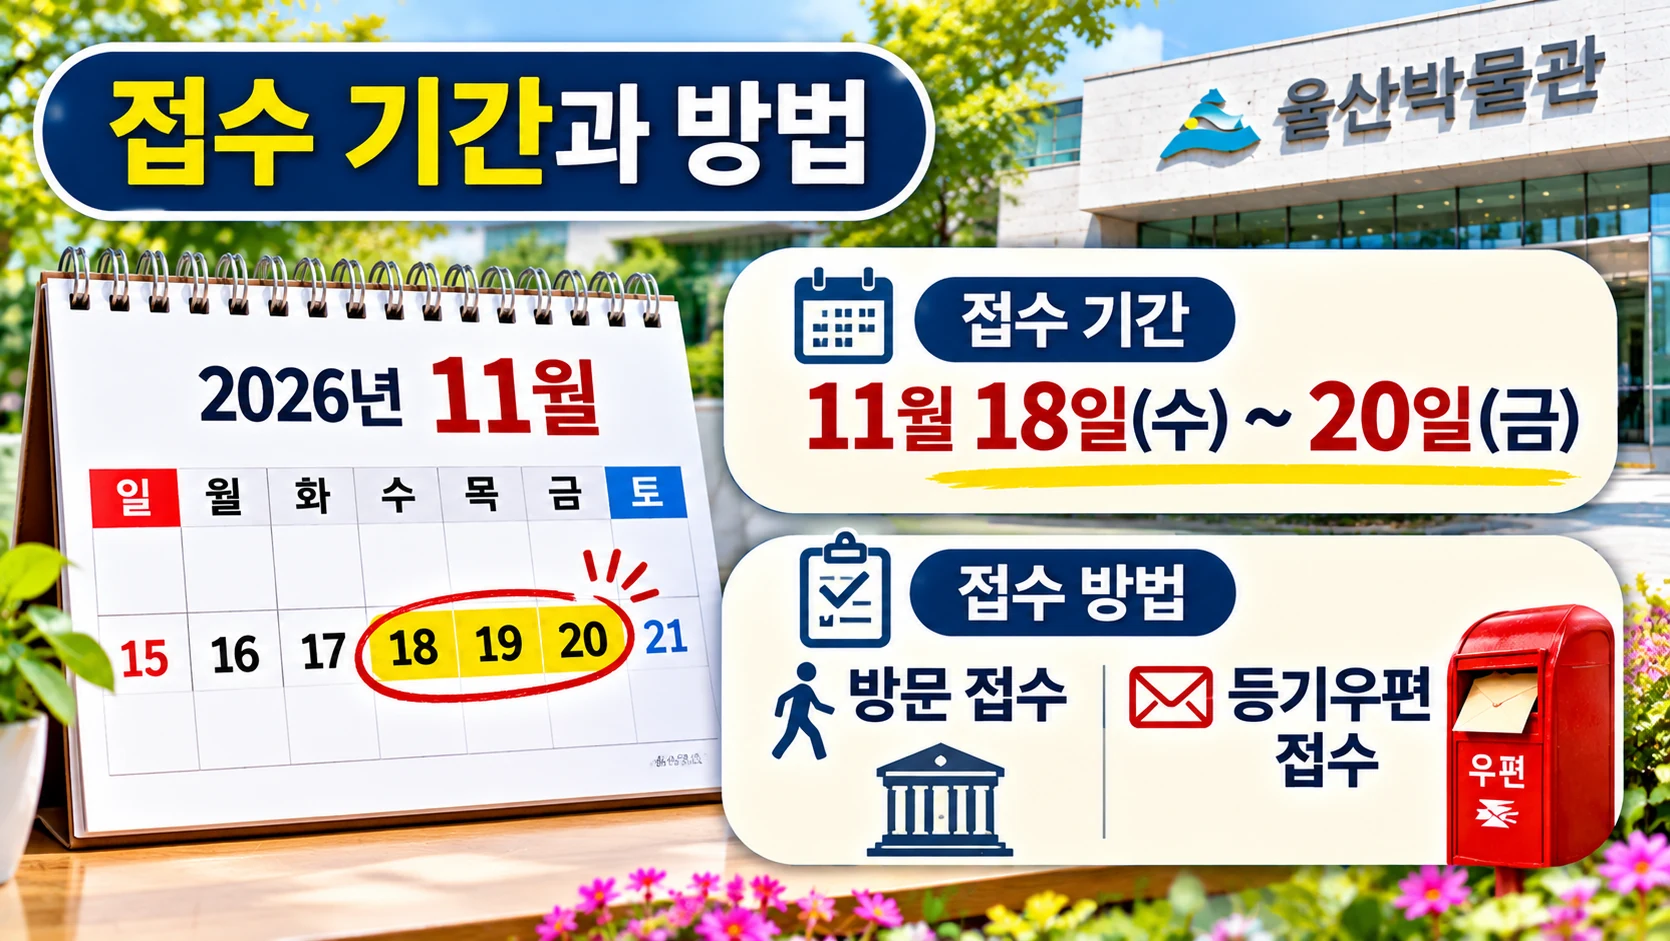 접수 기간과 방법
울산박물관
2026년 11월
일 월 화 수 목 금 토
15 16 17 18 19 20 21
접수 기간
11월 18일(수) ~ 20일(금)
접수 방법
방문 접수
등기우편
접수
우편